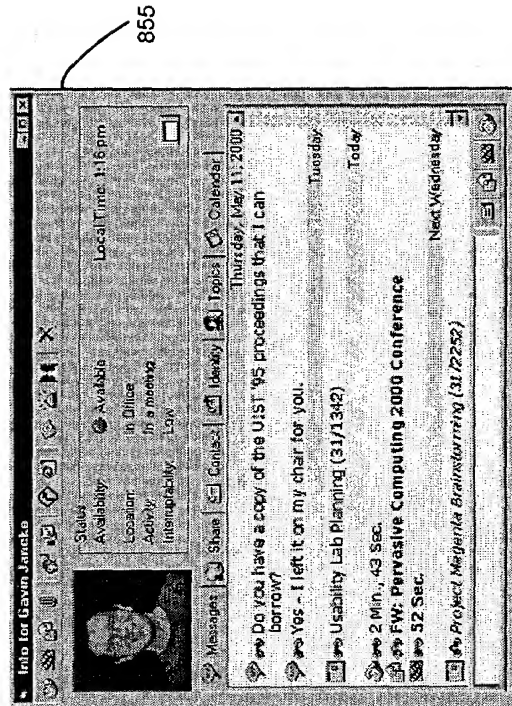 855
Info for Gavin Jancke
Status
Availability: Available Local Time: 1:16 pm
Location: In Office
Activity: In a meeting
Interruptability: Low
Messages Share Contact Identity Topics Calendar
Thursday, May, 11, 2000
Do you have a copy of the UIST '95 proceedings that I can
borrow?
Yes - I left it on my chair for you.
Tuesday
Usability Lab Planning (31/1342)
Today
2 Min., 43 Sec.
FW: Pervasive Computing 2000 Conference
52 Sec.
Next Wednesday
Project Magenta Brainstorming (31/2252)